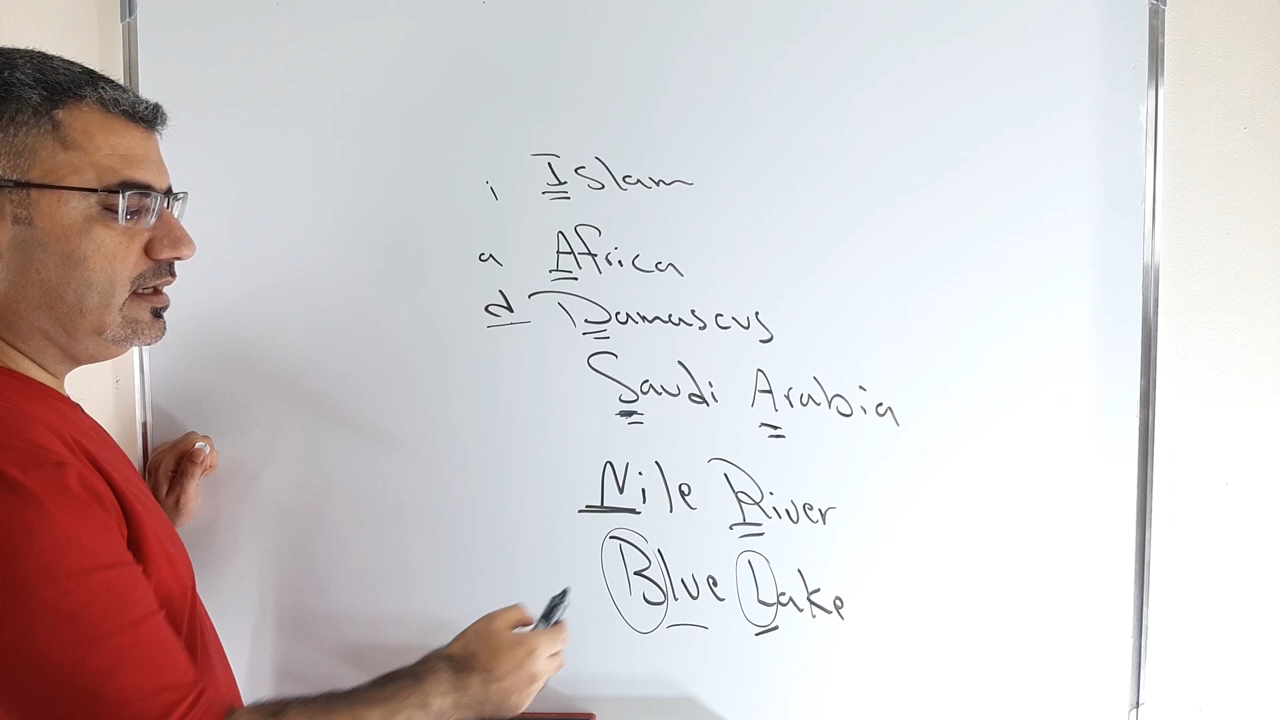 i Islam
a Africa
d Damascus
Saudi Arabia
Nile River
Blue Lake